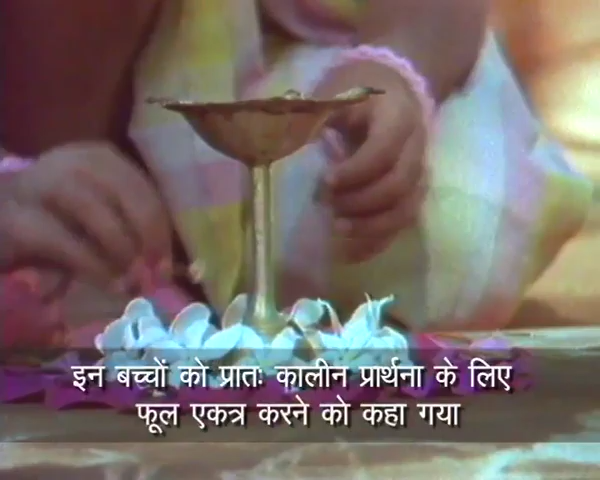 इन बच्चों को प्रातः कालीन प्रार्थना के लिए
फूल एकत्र करने को कहा गया